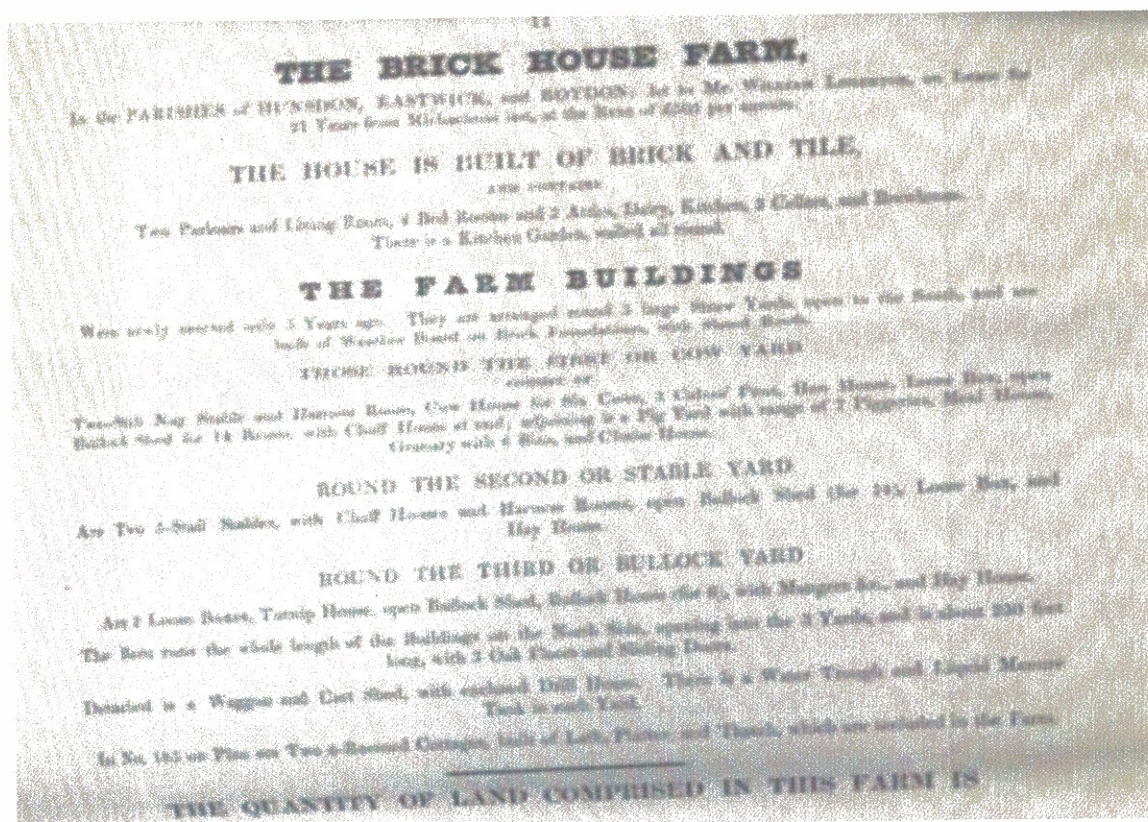 THE BRICK HOUSE FARM,
In the PARISHES of HUNSDON, EASTWICK, and ROYDON, let to Mr. William on Lease for
21 Years from Michaelmas last, at the Rent of per annum.
THE HOUSE IS BUILT OF BRICK AND TILE,
AND CONTAINS
Two Parlours and Living Room, 4 Bed Rooms and 2 Attics, Dairy, Kitchen, 2 Cellars, and Brewhouse.
There is a Kitchen Garden, walled all round.
THE FARM BUILDINGS
Were newly erected only 5 Years ago. They are arranged round 3 large Yards, open to the South, and are
built of Weather Board on Brick Foundations, with Roofs.
THOSE ROUND THE FIRST OR COW YARD
CONSIST OF
Nag Stable and Harness Room, Cow House for Cows, 2 Calves' Pens, Hen House, Loose Box, open
Bullock Shed for 14 with Chaff House at end; adjoining is a Pig Yard with range of 7 Piggeries, Meal House,
Granary with 6 Bins, and House.
ROUND THE SECOND OR STABLE YARD
Are Two Stables, with Chaff House and Harness Rooms, open Bullock Shed (for Loose Box, and
Hay House.
ROUND THE THIRD OR BULLOCK YARD
Are 2 Loose Boxes, Turnip House, open Bullock Shed, Bullock House with Mangers &c., and Hay House.
The Barn runs the whole length of the Buildings on the North Side, opening into the 3 Yards, and is about feet
long, with 3 Oak Floors and Sliding Doors.
Detached is a Waggon and Cart Shed, with enclosed Drill House. There is a Water Trough and Liquid Manure
Tank in each Yard.
In No. on Plan are Two Cottages, built of Lath, Plaster and Thatch, which are included in the Farm.
THE QUANTITY OF LAND COMPRISED IN THIS FARM IS